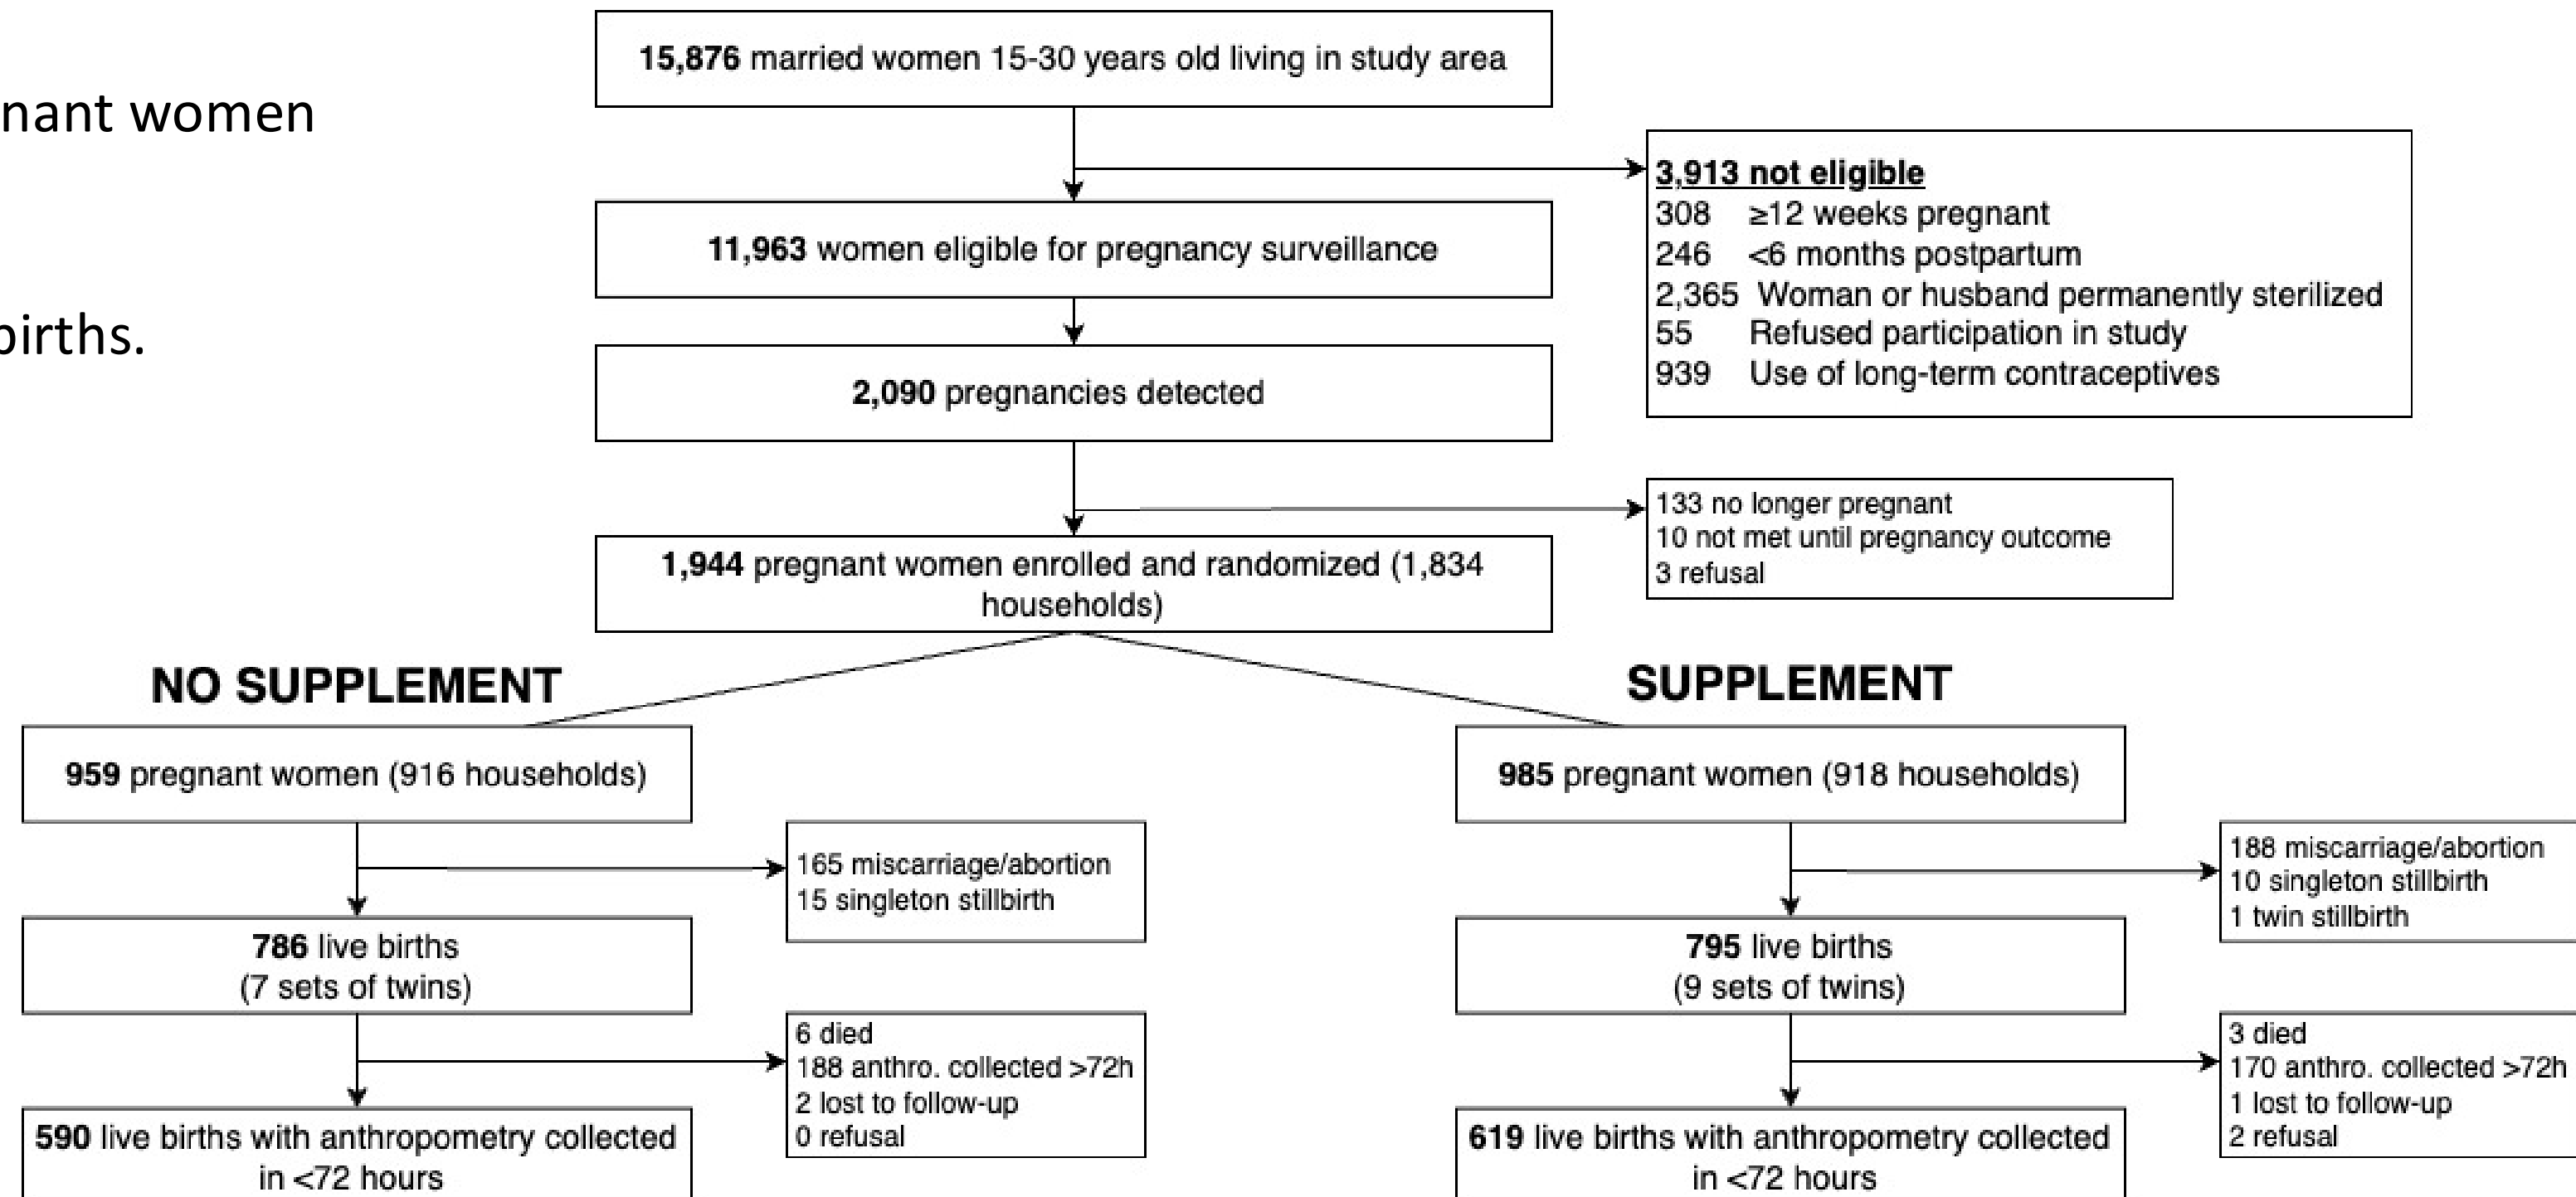 15,876 married women 15-30 years old living in study area
nant women
3,913 not eligible
308 ≥12 weeks pregnant
246 <6 months postpartum
2,365 Woman or husband permanently sterilized
55 Refused participation in study
939 Use of long-term contraceptives
11,963 women eligible for pregnancy surveillance
births.
2,090 pregnancies detected
133 no longer pregnant
10 not met until pregnancy outcome
3 refusal
1,944 pregnant women enrolled and randomized (1,834
households)
NO SUPPLEMENT
SUPPLEMENT
959 pregnant women (916 households)
985 pregnant women (918 households)
165 miscarriage/abortion
15 singleton stillbirth
188 miscarriage/abortion
10 singleton stillbirth
1 twin stillbirth
786 live births
(7 sets of twins)
795 live births
(9 sets of twins)
6 died
188 anthro. collected >72h
2 lost to follow-up
0 refusal
3 died
170 anthro. collected >72h
1 lost to follow-up
2 refusal
590 live births with anthropometry collected
in <72 hours
619 live births with anthropometry collected
in <72 hours